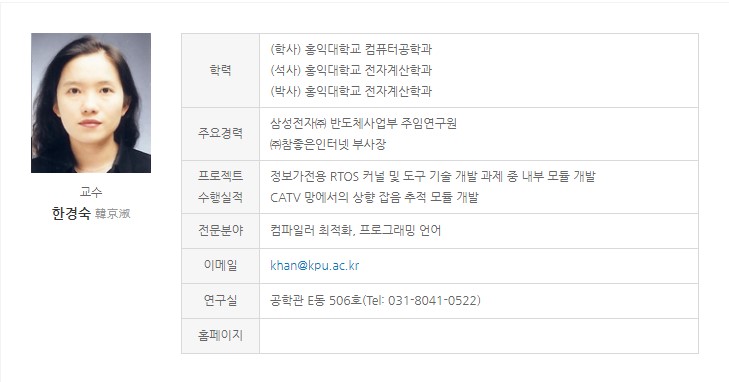 교수
한경숙 韓京淑
학력
(학사) 홍익대학교 컴퓨터공학과
(석사) 홍익대학교 전자계산학과
(박사) 홍익대학교 전자계산학과
주요경력
삼성전자㈜ 반도체사업부 주임연구원
㈜참좋은인터넷 부사장
프로젝트
수행실적
정보가전용 RTOS 커널 및 도구 기술 개발 과제 중 내부 모듈 개발
CATV 망에서의 상향 잡음 추적 모듈 개발
전문분야
컴파일러 최적화, 프로그래밍 언어
이메일
khan@kpu.ac.kr
연구실
공학관 E동 506호(Tel: 031-8041-0522)
홈페이지